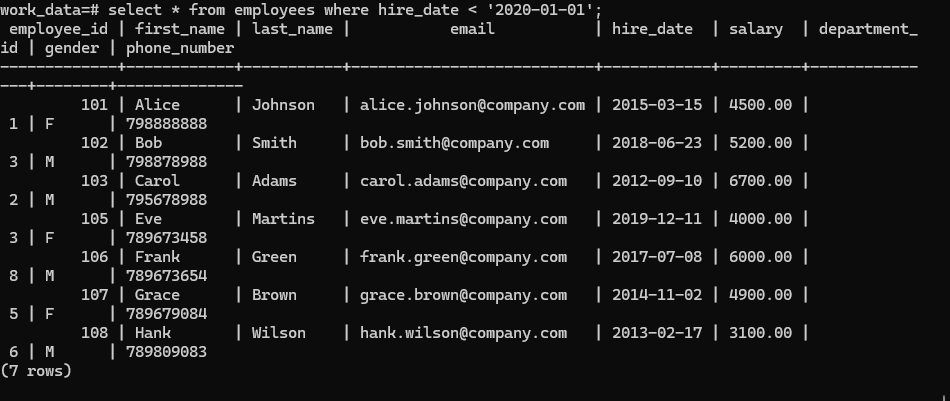 work_data=# select * from employees where hire_date < '2020-01-01';
 employee_id | first_name | last_name |           email           | hire_date  | salary  | department_
id | gender | phone_number
-------------+------------+-----------+---------------------------+------------+---------+------------
---+--------+--------------
         101 | Alice      | Johnson   | alice.johnson@company.com | 2015-03-15 | 4500.00 |
 1 | F      | 798888888
         102 | Bob        | Smith     | bob.smith@company.com     | 2018-06-23 | 5200.00 |
 3 | M      | 798878988
         103 | Carol      | Adams     | carol.adams@company.com   | 2012-09-10 | 6700.00 |
 2 | M      | 795678988
         105 | Eve        | Martins   | eve.martins@company.com   | 2019-12-11 | 4000.00 |
 3 | F      | 789673458
         106 | Frank      | Green     | frank.green@company.com   | 2017-07-08 | 6000.00 |
 8 | M      | 789673654
         107 | Grace      | Brown     | grace.brown@company.com   | 2014-11-02 | 4900.00 |
 5 | F      | 789679084
         108 | Hank       | Wilson    | hank.wilson@company.com   | 2013-02-17 | 3100.00 |
 6 | M      | 789809083
(7 rows)